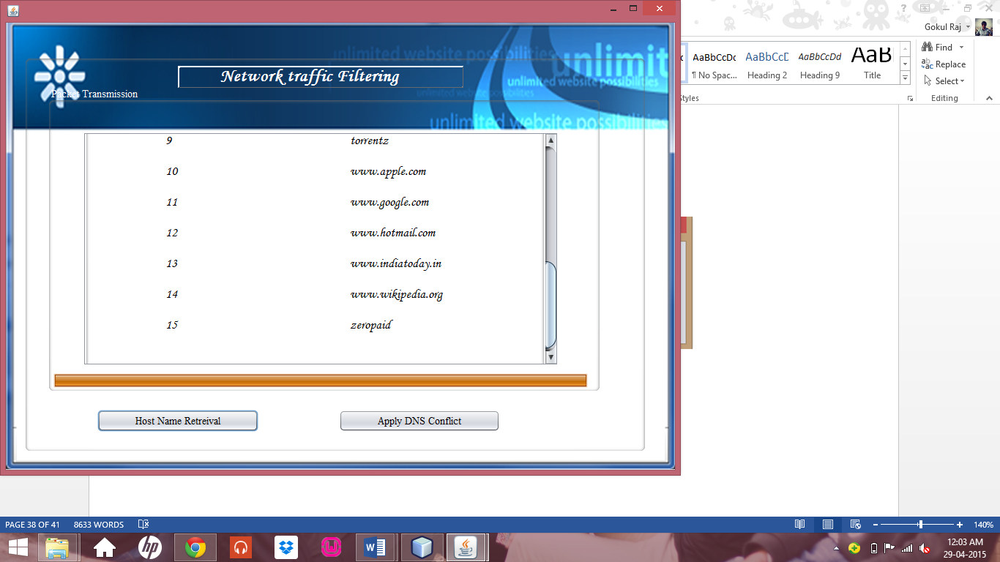 unlimited website possibilities
unlimit
Network traffic Filtering
unlimited website possibilities
unlimited website possibilities
Packet Transmission
unlimited website possibilities
9 torrentz
10 www.apple.com
11 www.google.com
12 www.hotmail.com
13 www.indiatoday.in
14 www.wikipedia.org
15 zeropaid
Host Name Retreival
Apply DNS Conflict
?
Gokul Raj
AaBbCcDc AaBbCcD AaBbCcDd AaB
¶ No Spac... Heading 2 Heading 9 Title
Styles
Find
Replace
Select
Editing
PAGE 38 OF 41 8633 WORDS
140%
hp
12:03 AM
29-04-2015